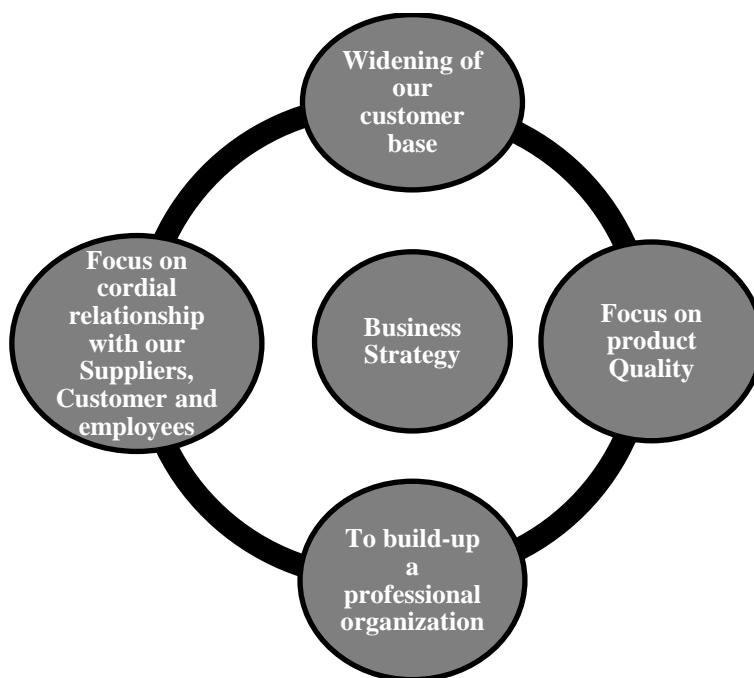 Widening of
our
customer
base
Focus on
cordial
relationship
with our
Suppliers,
Customer and
employees
Business
Strategy
Focus on
product
Quality
To build-up
a
professional
organization